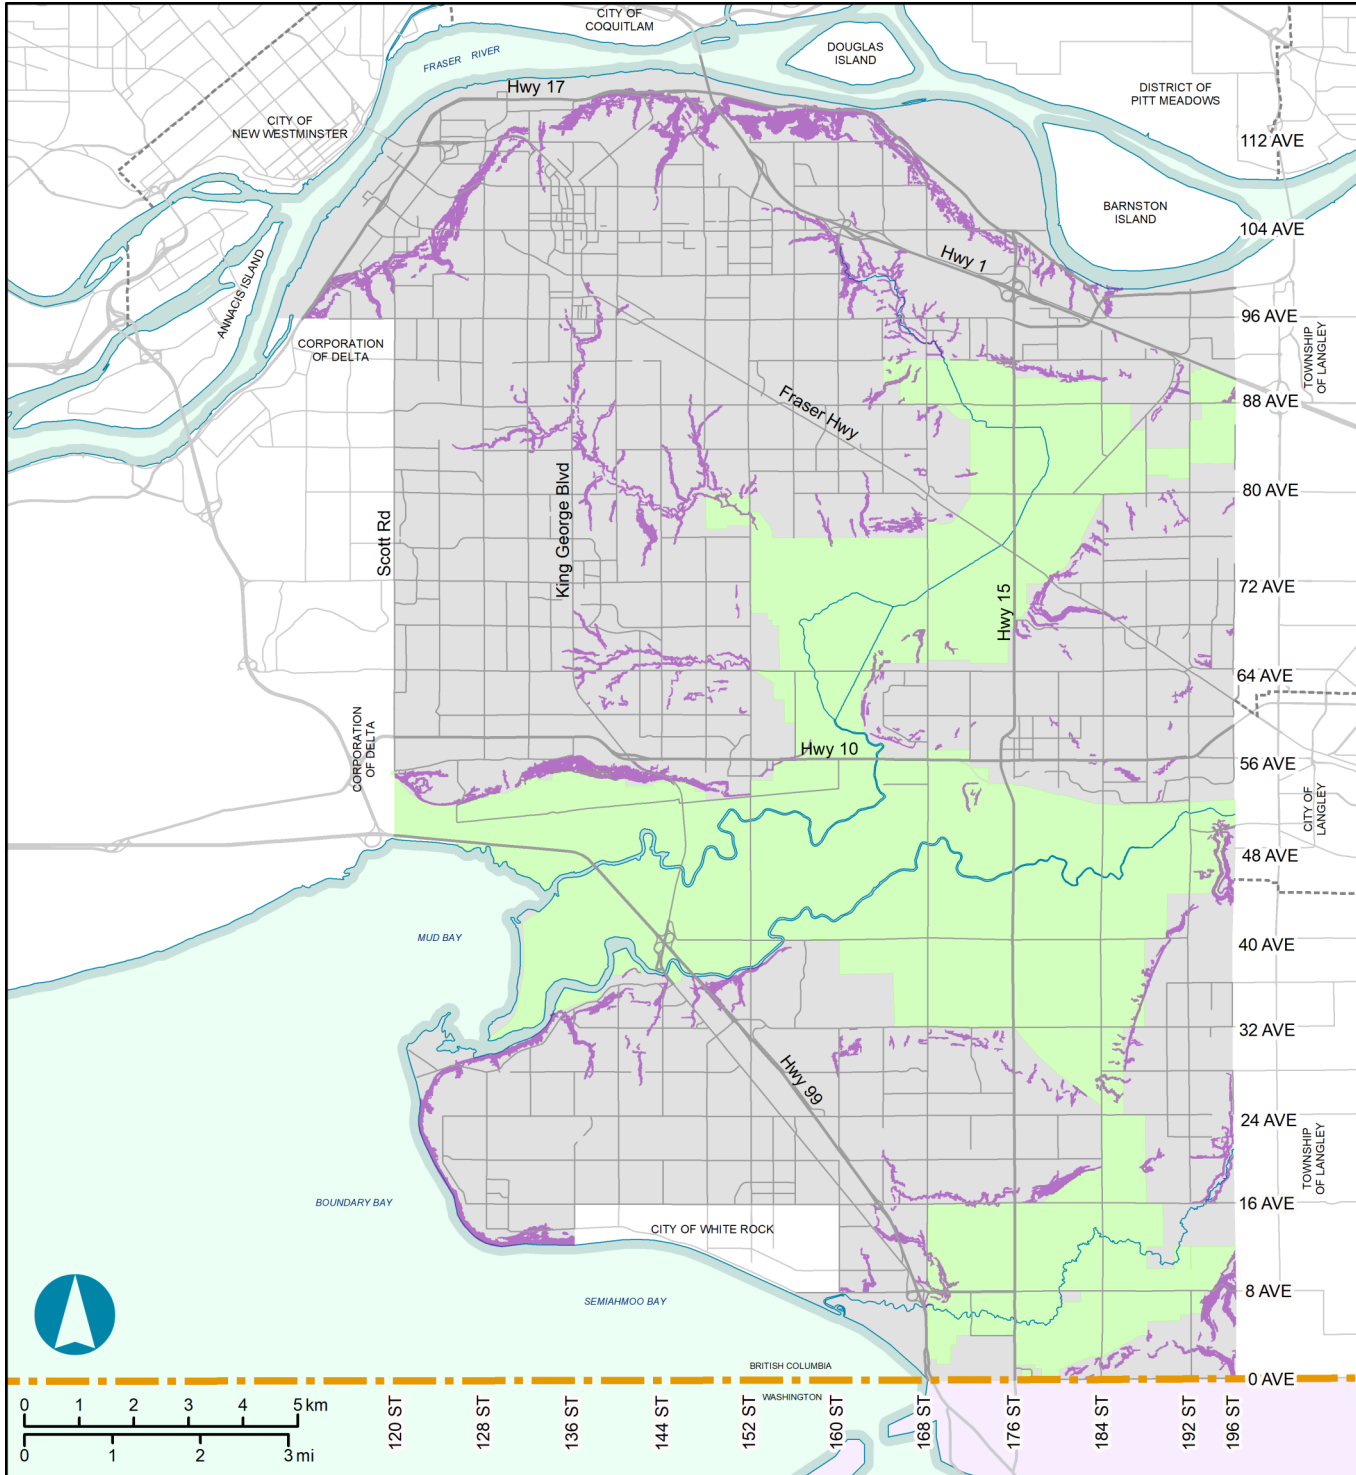 CITY OF
COQUITLAM
FRASER RIVER
DOUGLAS
ISLAND
Hwy 17
DISTRICT OF
PITT MEADOWS
CITY OF
NEW WESTMINSTER
112 AVE
BARNSTON
ISLAND
104 AVE
Hwy 1
ANNACIS ISLAND
96 AVE
CORPORATION
OF DELTA
TOWNSHIP
OF LANGLEY
88 AVE
Fraser Hwy
80 AVE
Scott Rd
King George Blvd
72 AVE
Hwy 15
64 AVE
CORPORATION
OF DELTA
Hwy 10
56 AVE
CITY OF
LANGLEY
48 AVE
MUD BAY
40 AVE
32 AVE
Hwy 99
24 AVE
TOWNSHIP
OF LANGLEY
BOUNDARY BAY
16 AVE
CITY OF WHITE ROCK
8 AVE
SEMIAHMOO BAY
BRITISH COLUMBIA
0 AVE
WASHINGTON
0 1 2 3 4 5 km
0 1 2 3 mi
120 ST
128 ST
136 ST
144 ST
152 ST
160 ST
168 ST
176 ST
184 ST
192 ST
196 ST